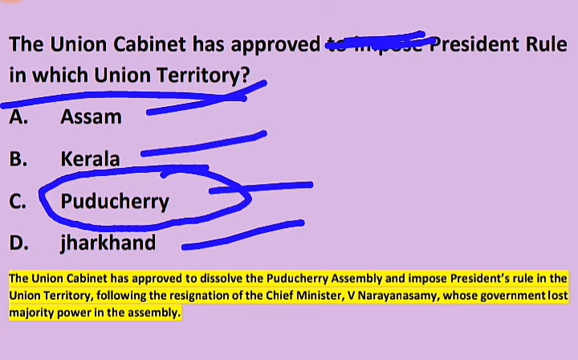 The Union Cabinet has approved to impose President Rule
in which Union Territory?
A. Assam
B. Kerala
C. Puducherry
D. jharkhand
The Union Cabinet has approved to dissolve the Puducherry Assembly and impose President's rule in the
Union Territory, following the resignation of the Chief Minister, V Narayanasamy, whose government lost
majority power in the assembly.